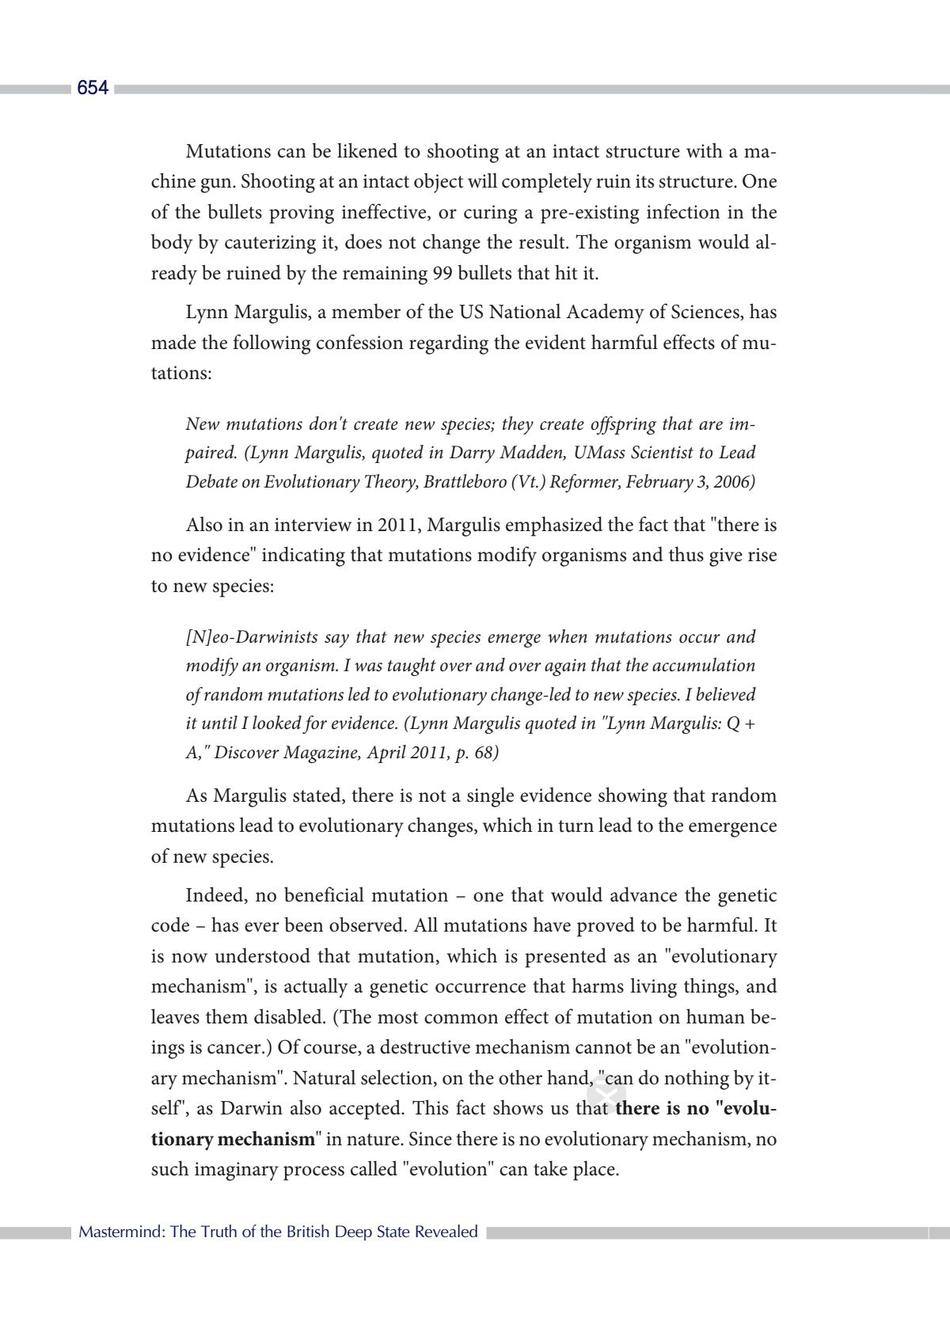 654
Mutations can be likened to shooting at an intact structure with a ma-
chine gun. Shooting at an intact object will completely ruin its structure. One
of the bullets proving ineffective, or curing a pre-existing infection in the
body by cauterizing it, does not change the result. The organism would al-
ready be ruined by the remaining 99 bullets that hit it.
Lynn Margulis, a member of the US National Academy of Sciences, has
made the following confession regarding the evident harmful effects of mu-
tations:
New mutations don't create new species; they create offspring that are im-
paired. (Lynn Margulis, quoted in Darry Madden, UMass Scientist to Lead
Debate on Evolutionary Theory, Brattleboro (Vt.) Reformer, February 3, 2006)
Also in an interview in 2011, Margulis emphasized the fact that "there is
no evidence" indicating that mutations modify organisms and thus give rise
to new species:
[N]eo-Darwinists say that new species emerge when mutations occur and
modify an organism. I was taught over and over again that the accumulation
of random mutations led to evolutionary change-led to new species. I believed
it until I looked for evidence. (Lynn Margulis quoted in "Lynn Margulis: Q +
A," Discover Magazine, April 2011, p. 68)
As Margulis stated, there is not a single evidence showing that random
mutations lead to evolutionary changes, which in turn lead to the emergence
of new species.
Indeed, no beneficial mutation – one that would advance the genetic
code – has ever been observed. All mutations have proved to be harmful. It
is now understood that mutation, which is presented as an "evolutionary
mechanism", is actually a genetic occurrence that harms living things, and
leaves them disabled. (The most common effect of mutation on human be-
ings is cancer.) Of course, a destructive mechanism cannot be an "evolution-
ary mechanism". Natural selection, on the other hand, "can do nothing by it-
self", as Darwin also accepted. This fact shows us that there is no "evolu-
tionary mechanism" in nature. Since there is no evolutionary mechanism, no
such imaginary process called "evolution" can take place.
Mastermind: The Truth of the British Deep State Revealed